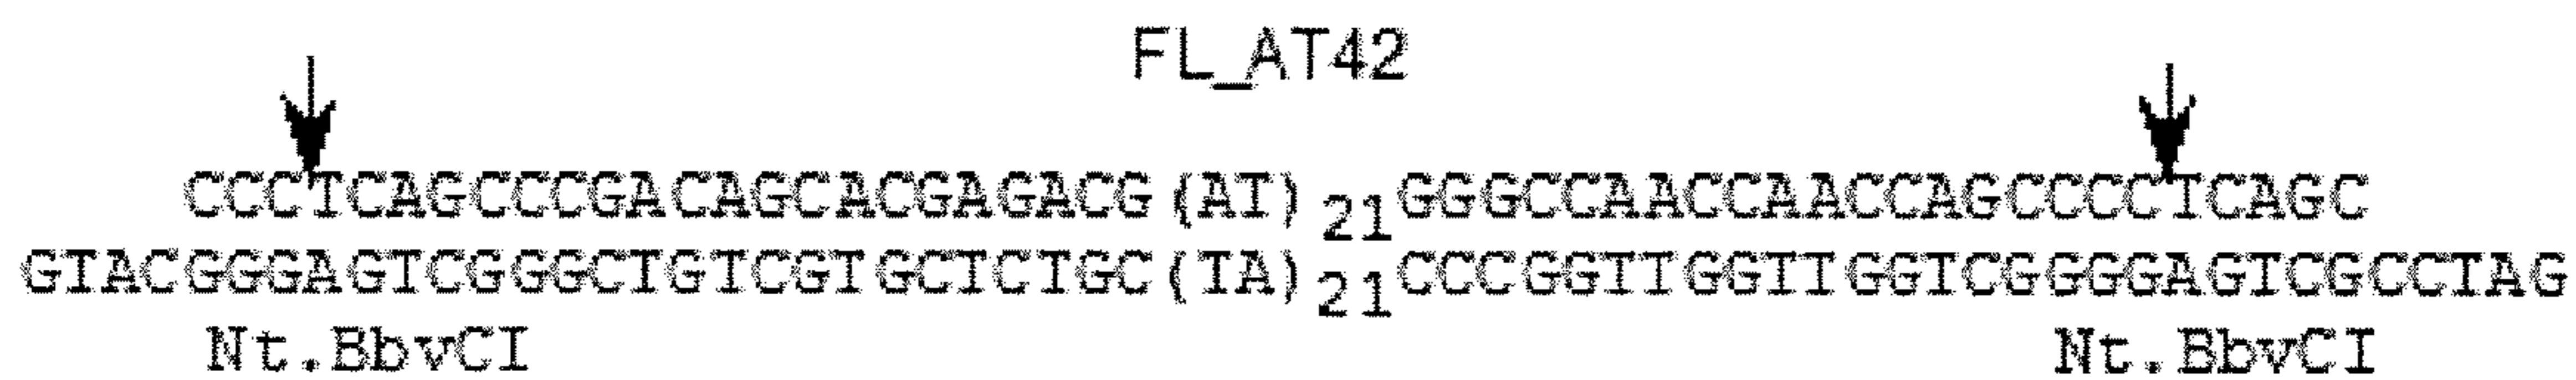 FL_AT42
CCCTCAGCCCGACAGCACGAGACG(AT)21GGGCCAACCAACCAGCCCCTCAGC
GTACGGGAGTCGGGCTGTCGTGCTCTGC(TA)21CCCGGTTGGTTGGTCGGGGAGTCGCCTAG
Nt.BbvCI Nt.BbvCI